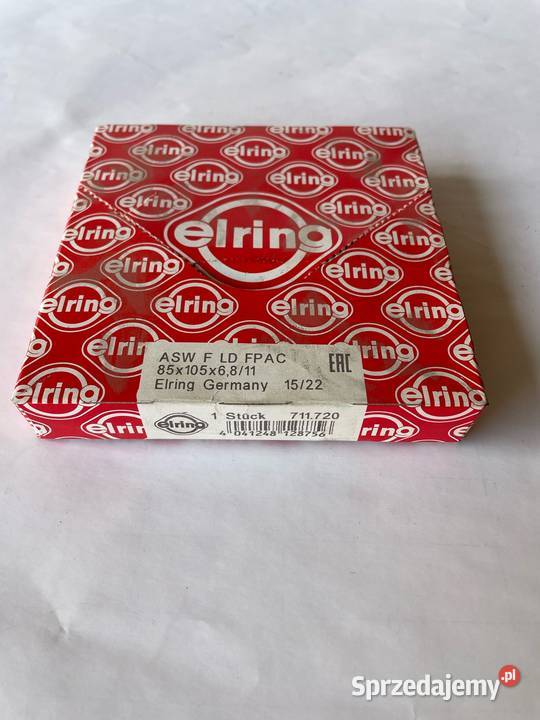 elring
ASW F LD FPAC
85x105x6,8/11
Elring Germany 15/22
EAC
elring
1 Stück 711.720
4 041248 128756
Sprzedajemy.pl